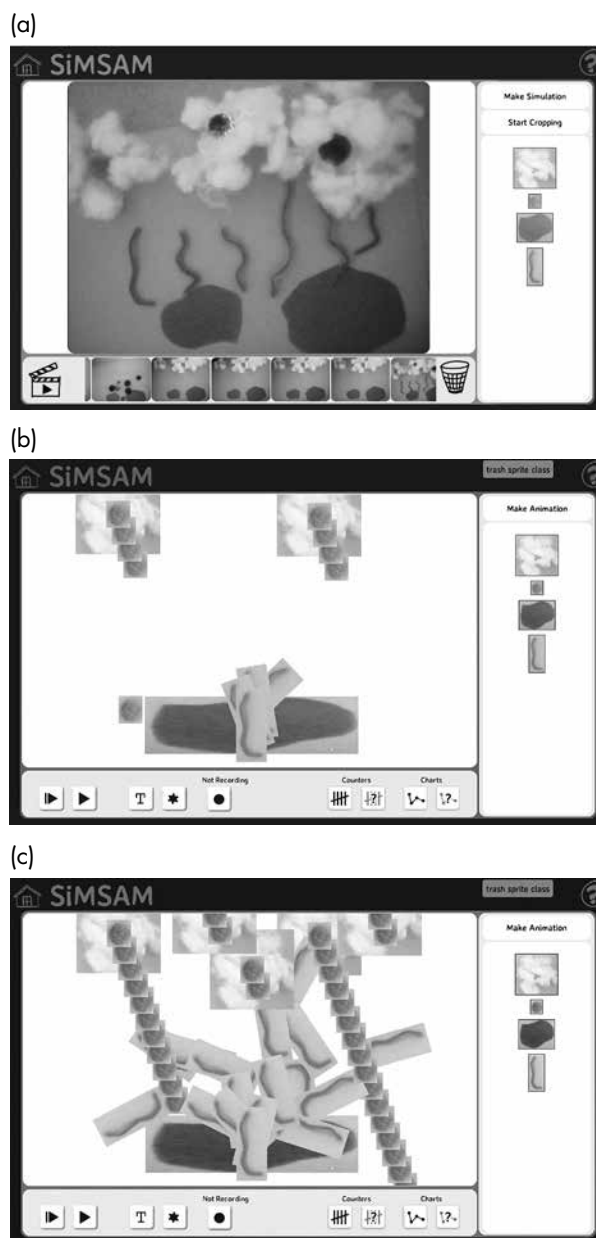 (a)
SiMSAM
?
Make Simulation
Start Cropping
(b)
SiMSAM
trash sprite class
?
Make Animation
Not Recording
Counters
Charts
T
?
?
(c)
SiMSAM
trash sprite class
?
Make Animation
Not Recording
Counters
Charts
T
?
?